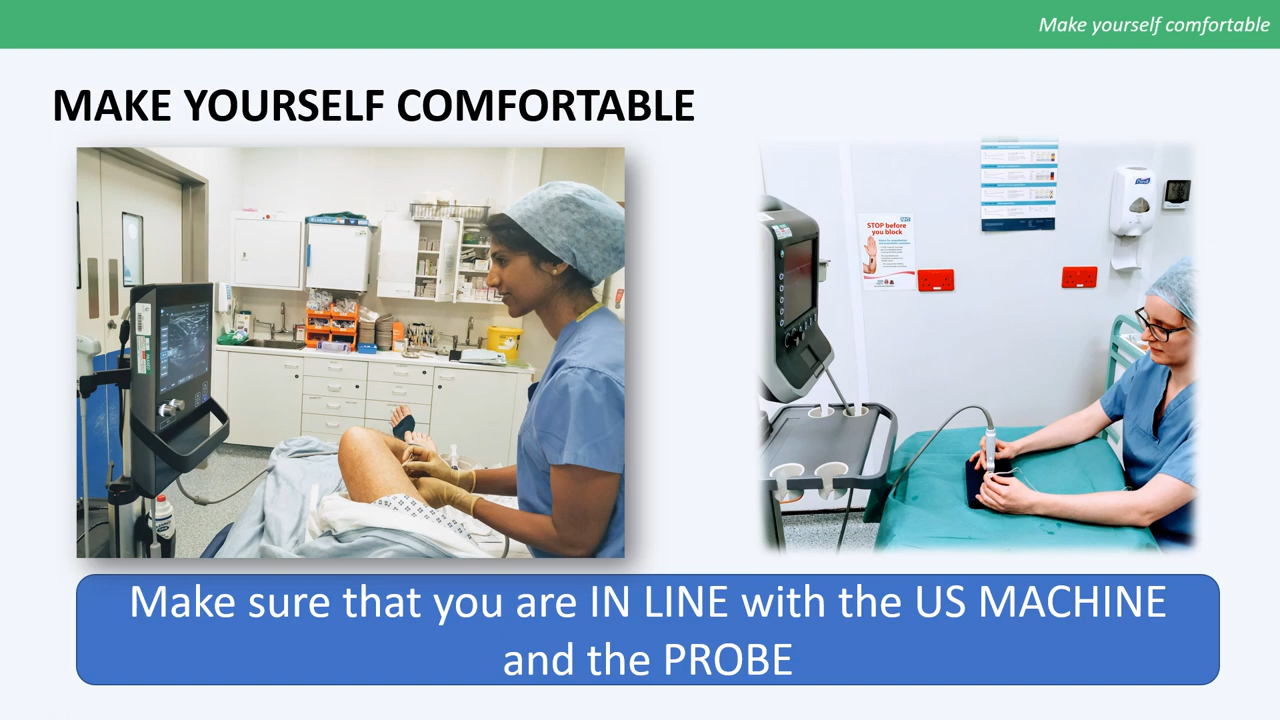 Make yourself comfortable
MAKE YOURSELF COMFORTABLE
STOP before
you block
NHS
Make sure that you are IN LINE with the US MACHINE
and the PROBE